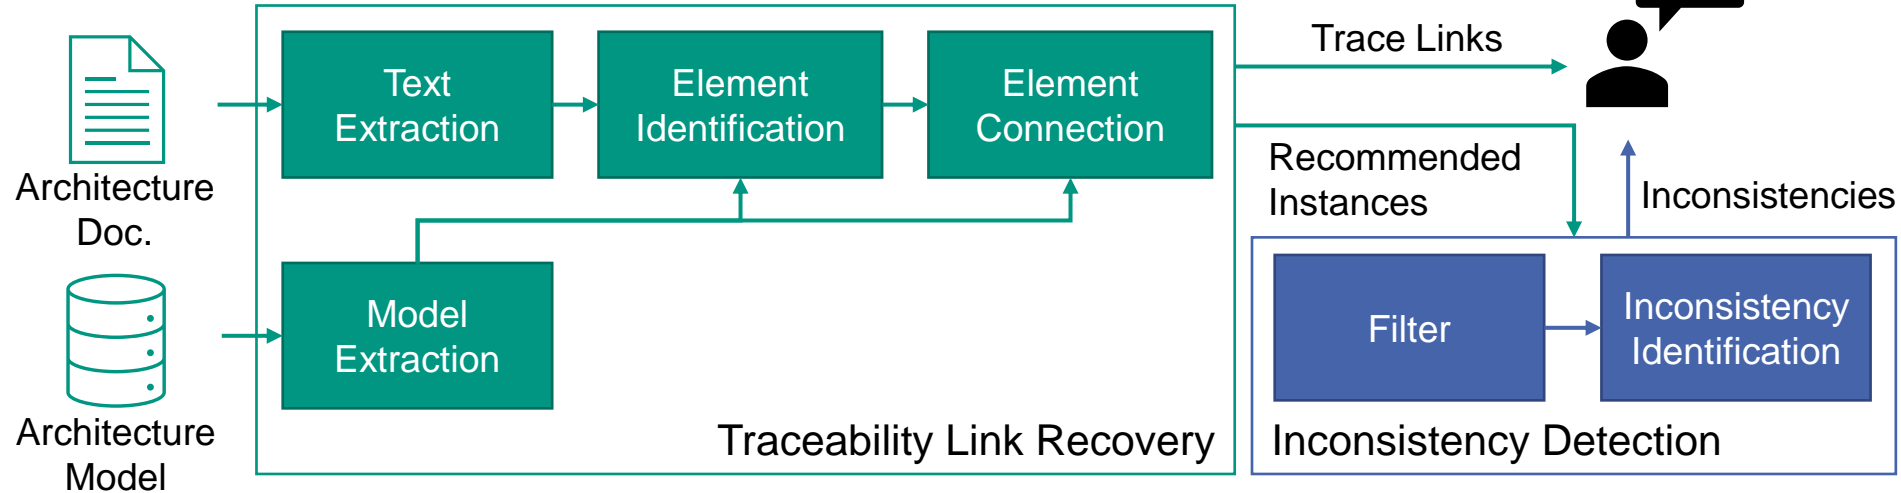 Architecture
Doc.
Architecture
Model
Text
Extraction
Element
Identification
Element
Connection
Model
Extraction
Traceability Link Recovery
Trace Links
Recommended
Instances
Inconsistencies
Filter
Inconsistency
Identification
Inconsistency Detection